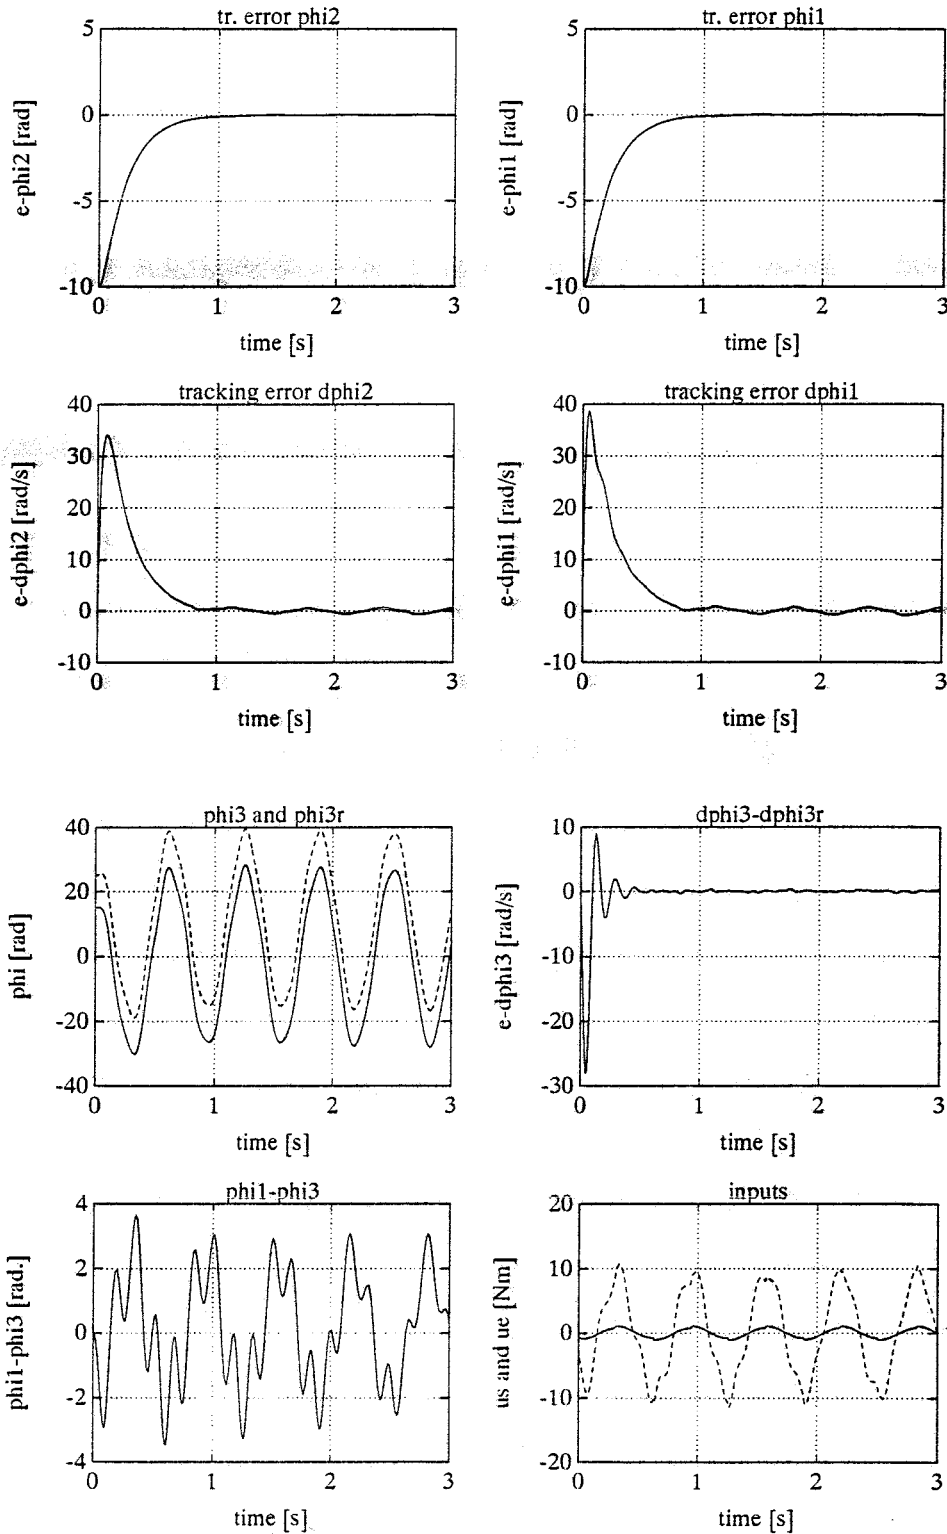 tr. error phi2
5
0
-5
-10
e-phi2 [rad]
0 1 2 3
time [s]
tr. error phi1
5
0
-5
-10
e-phi1 [rad]
0 1 2 3
time [s]
tracking error dphi2
40
30
20
10
0
-10
e-dphi2 [rad/s]
0 1 2 3
time [s]
tracking error dphi1
40
30
20
10
0
-10
e-dphi1 [rad/s]
0 1 2 3
time [s]
phi3 and phi3r
40
20
0
-20
-40
phi [rad]
0 1 2 3
time [s]
dphi3-dphi3r
10
0
-10
-20
-30
e-dphi3 [rad/s]
0 1 2 3
time [s]
phi1-phi3
4
2
0
-2
-4
phi1-phi3 [rad.]
0 1 2 3
time [s]
inputs
20
10
0
-10
-20
us and ue [Nm]
0 1 2 3
time [s]